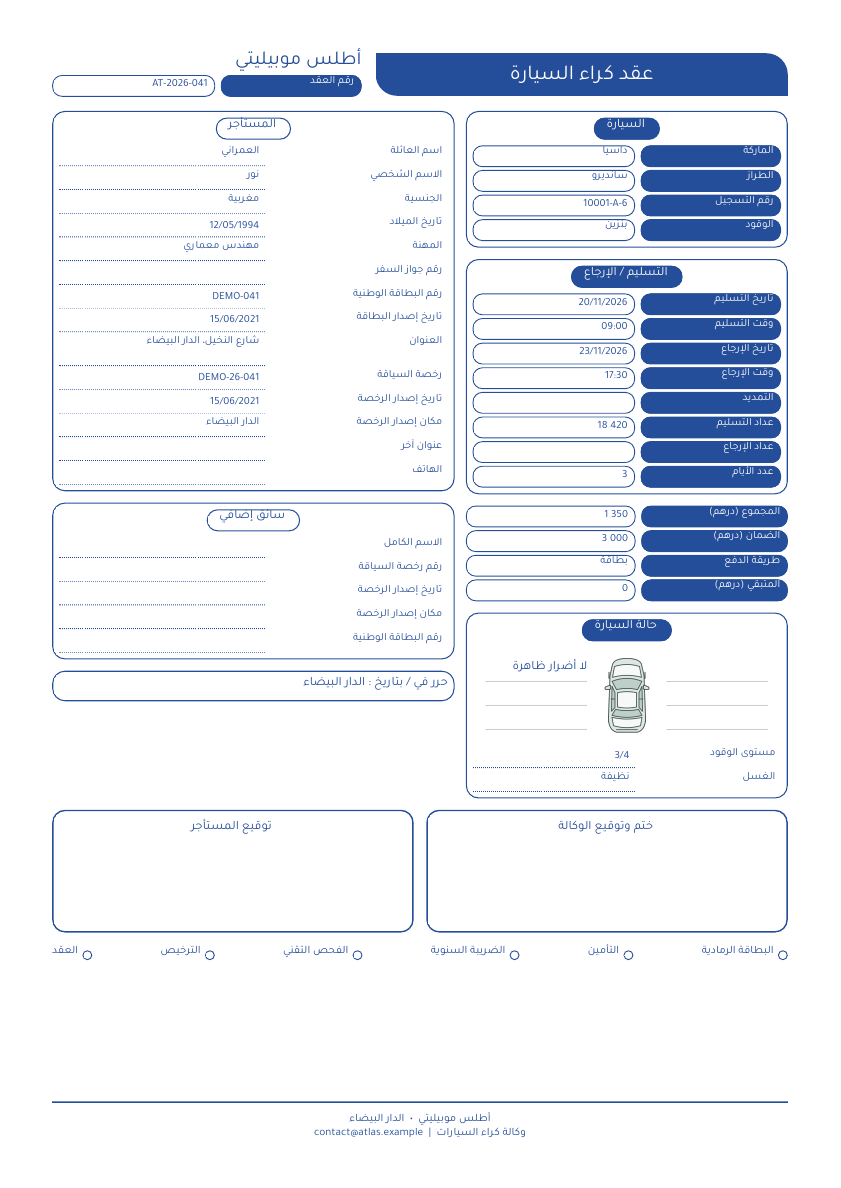 عقد كراء السيارة
أطلس موبيليتي
رقم العقد AT-2026-041
السيارة
الماركة داسيا
الطراز سانديرو
رقم التسجيل 10001-A-6
الوقود بنزين
التسليم / الإرجاع
تاريخ التسليم 20/11/2026
وقت التسليم 09:00
تاريخ الإرجاع 23/11/2026
وقت الإرجاع 17:30
التمديد
عداد التسليم 18 420
عداد الإرجاع
عدد الأيام 3
المجموع (درهم) 1 350
الضمان (درهم) 3 000
طريقة الدفع بطاقة
المتبقي (درهم) 0
حالة السيارة
لا أضرار ظاهرة
مستوى الوقود 3/4
الغسل نظيفة
المستأجر
اسم العائلة العمراني
الاسم الشخصي نور
الجنسية مغربية
تاريخ الميلاد 12/05/1994
المهنة مهندس معماري
رقم جواز السفر
رقم البطاقة الوطنية DEMO-041
تاريخ إصدار البطاقة 15/06/2021
العنوان شارع النخيل، الدار البيضاء
رخصة السياقة DEMO-26-041
تاريخ إصدار الرخصة 15/06/2021
مكان إصدار الرخصة الدار البيضاء
عنوان آخر
الهاتف
سائق إضافي
الاسم الكامل
رقم رخصة السياقة
تاريخ إصدار الرخصة
مكان إصدار الرخصة
رقم البطاقة الوطنية
حرر في / بتاريخ : الدار البيضاء
ختم وتوقيع الوكالة
توقيع المستأجر
البطاقة الرمادية التأمين الضريبة السنوية الفحص التقني الترخيص العقد
أطلس موبيليتي • الدار البيضاء
وكالة كراء السيارات | contact@atlas.example